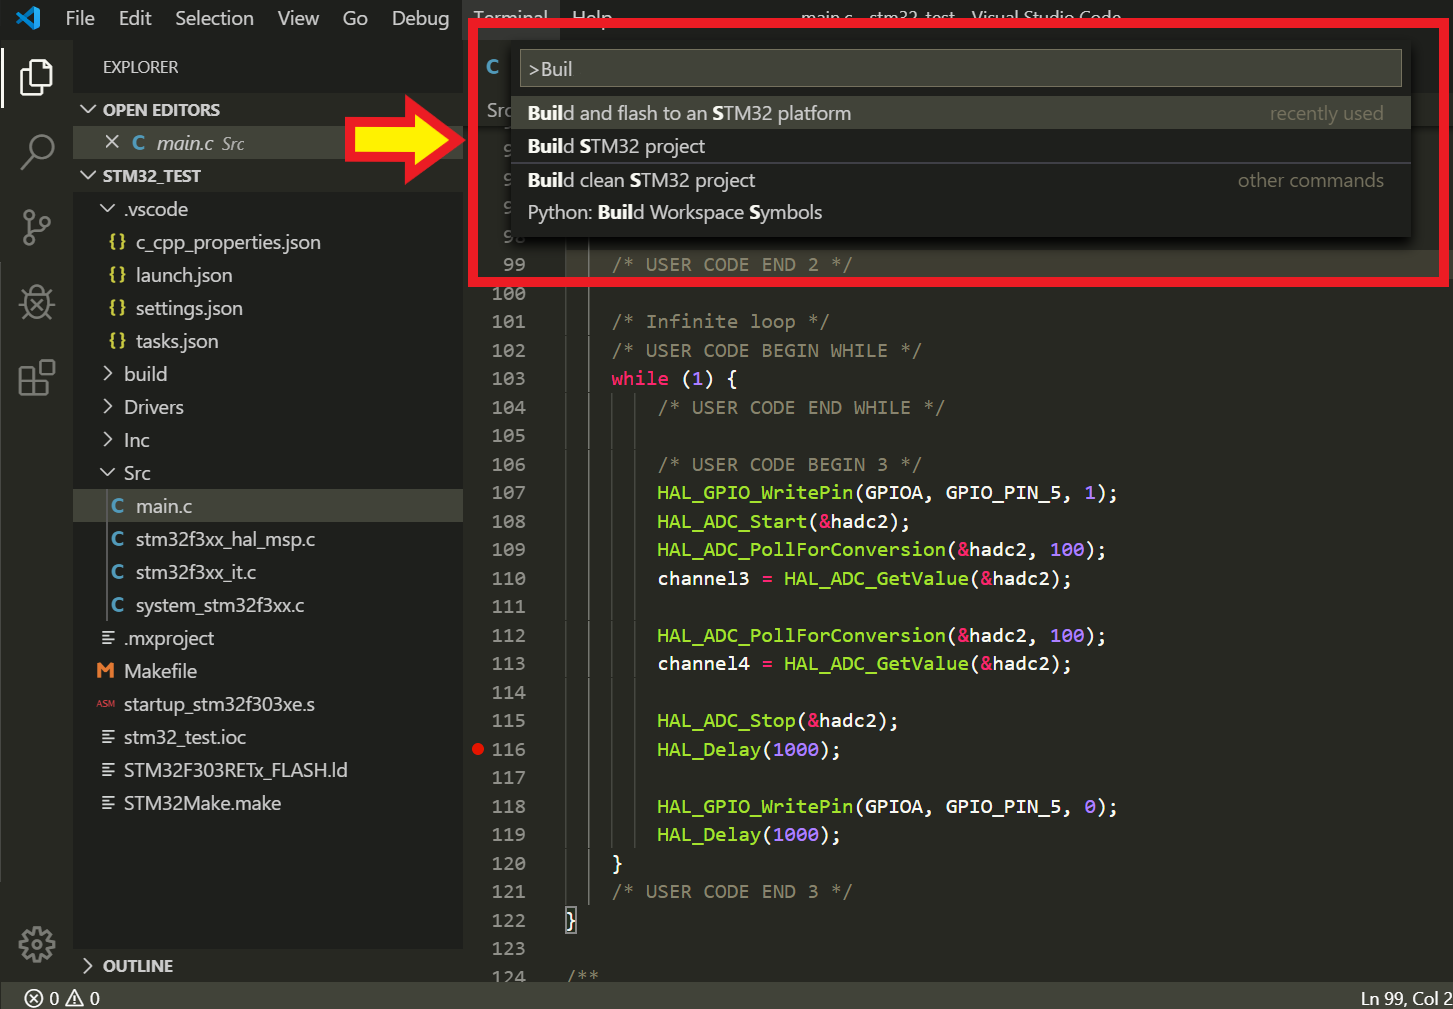 File Edit Selection View Go Debug Terminal Help main.c - stm32_test - Visual Studio Code
EXPLORER
OPEN EDITORS
main.c Src
STM32_TEST
.vscode
c_cpp_properties.json
launch.json
settings.json
tasks.json
build
Drivers
Inc
Src
main.c
stm32f3xx_hal_msp.c
stm32f3xx_it.c
system_stm32f3xx.c
.mxproject
Makefile
startup_stm32f303xe.s
stm32_test.ioc
STM32F303RETx_FLASH.ld
STM32Make.make
OUTLINE
>Buil
Build and flash to an STM32 platform recently used
Build STM32 project
Build clean STM32 project other commands
Python: Build Workspace Symbols
98
99 /* USER CODE END 2 */
100
101 /* Infinite loop */
102 /* USER CODE BEGIN WHILE */
103 while (1) {
104 /* USER CODE END WHILE */
105
106 /* USER CODE BEGIN 3 */
107 HAL_GPIO_WritePin(GPIOA, GPIO_PIN_5, 1);
108 HAL_ADC_Start(&hadc2);
109 HAL_ADC_PollForConversion(&hadc2, 100);
110 channel3 = HAL_ADC_GetValue(&hadc2);
111
112 HAL_ADC_PollForConversion(&hadc2, 100);
113 channel4 = HAL_ADC_GetValue(&hadc2);
114
115 HAL_ADC_Stop(&hadc2);
116 HAL_Delay(1000);
117
118 HAL_GPIO_WritePin(GPIOA, GPIO_PIN_5, 0);
119 HAL_Delay(1000);
120 }
121 /* USER CODE END 3 */
122 }
123
124 /**
0 0 Ln 99, Col 2